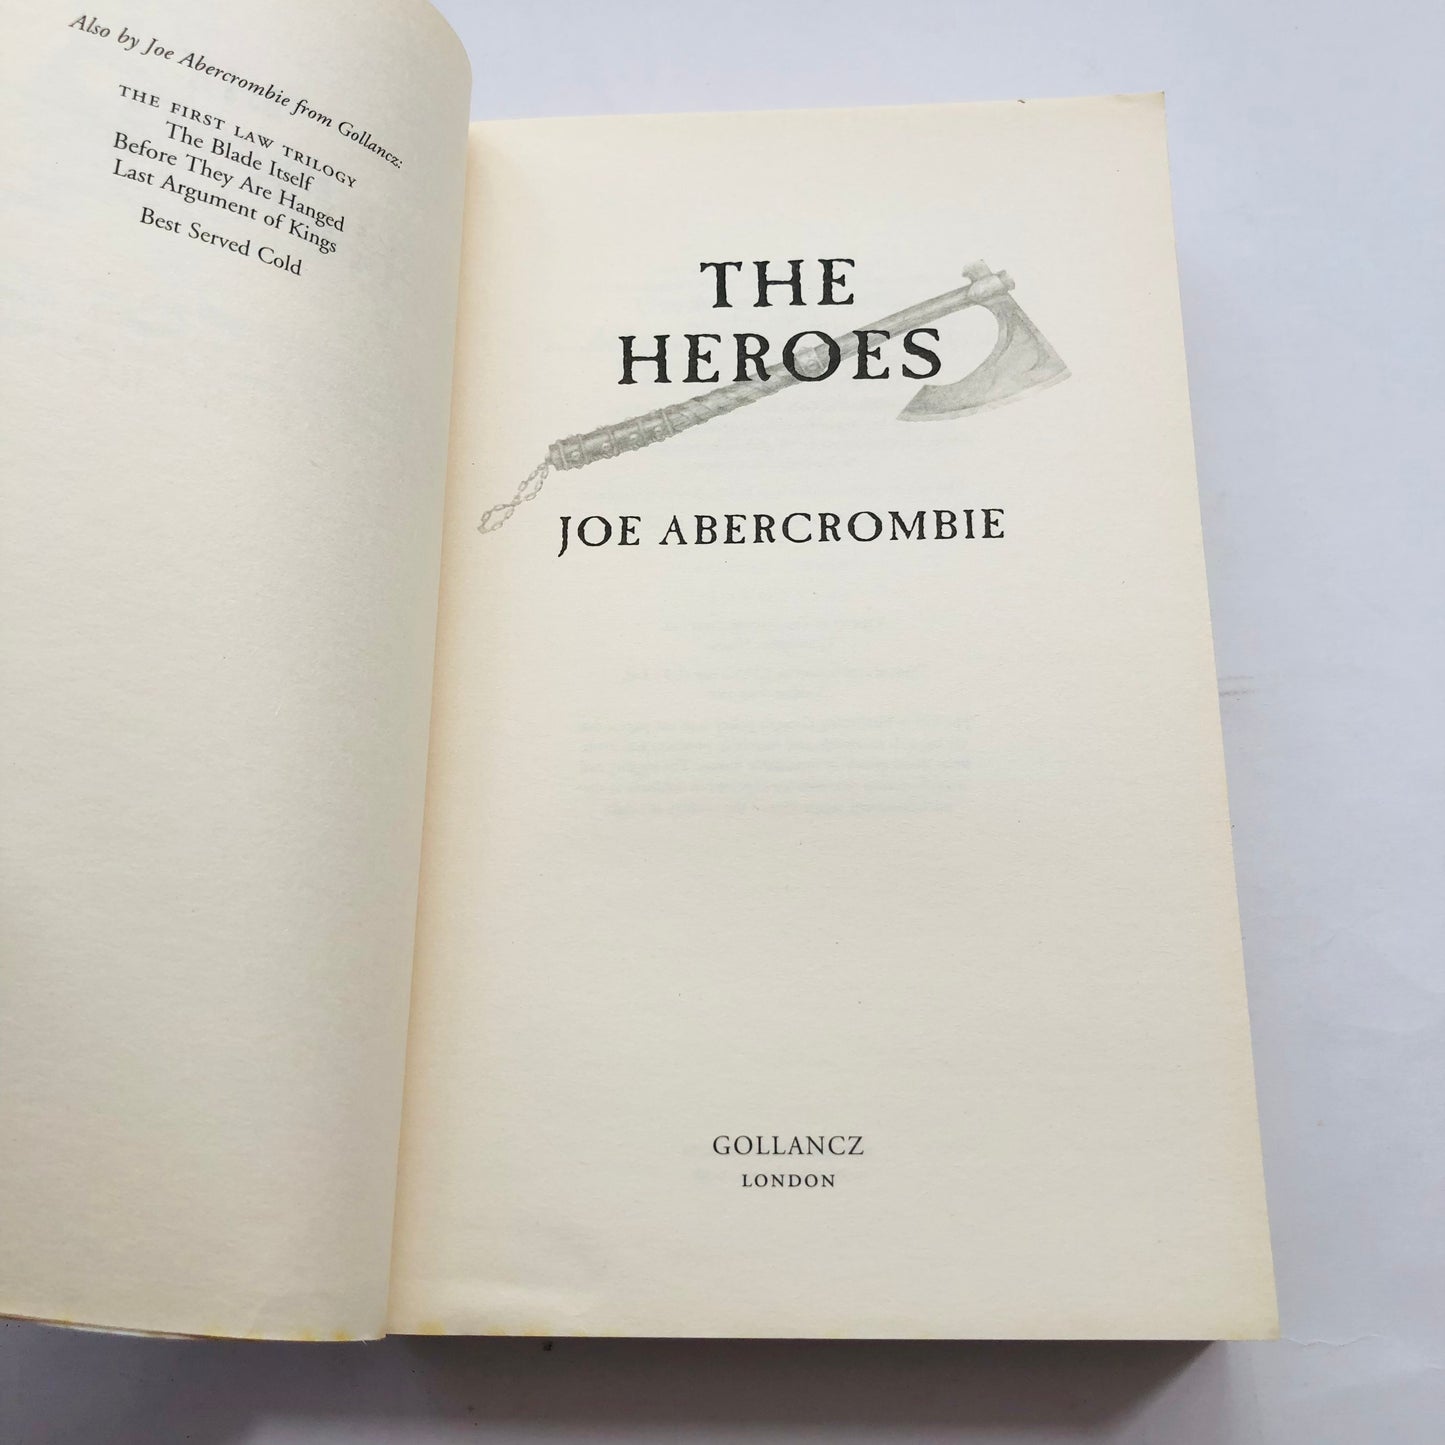 Also by Joe Abercrombie from Gollancz:
THE FIRST LAW TRILOGY
The Blade Itself
Before They Are Hanged
Last Argument of Kings
Best Served Cold
THE
HEROES
JOE ABERCROMBIE
GOLLANCZ
LONDON